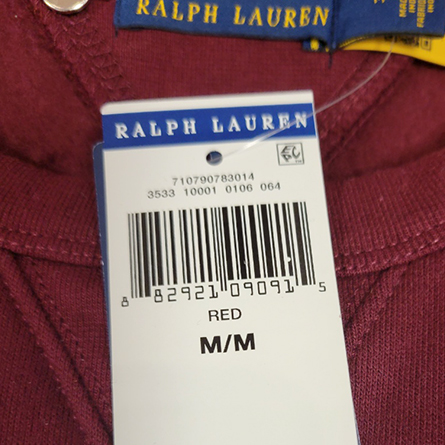 RALPH LAUREN
RALPH LAUREN
710790783014
3533 10001 0106 064
8 82921 09091 5
RED
M/M